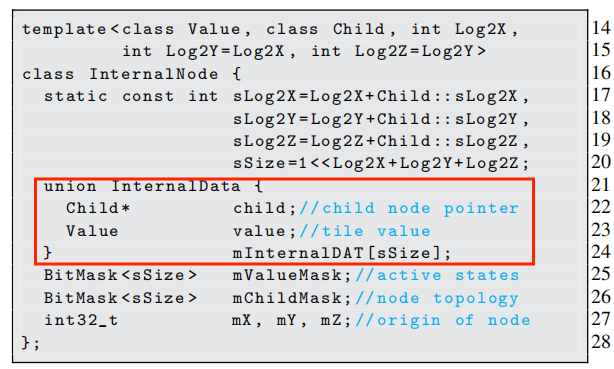 template<class Value, class Child, int Log2X, 14
int Log2Y=Log2X, int Log2Z=Log2Y> 15
class InternalNode { 16
static const int sLog2X=Log2X+Child::sLog2X, 17
sLog2Y=Log2Y+Child::sLog2Y, 18
sLog2Z=Log2Z+Child::sLog2Z, 19
sSize=1<<Log2X+Log2Y+Log2Z; 20
union InternalData { 21
Child* child;//child node pointer 22
Value value;//tile value 23
} mInternalDAT[sSize]; 24
BitMask<sSize> mValueMask;//active states 25
BitMask<sSize> mChildMask;//node topology 26
int32_t mX, mY, mZ;//origin of node 27
}; 28